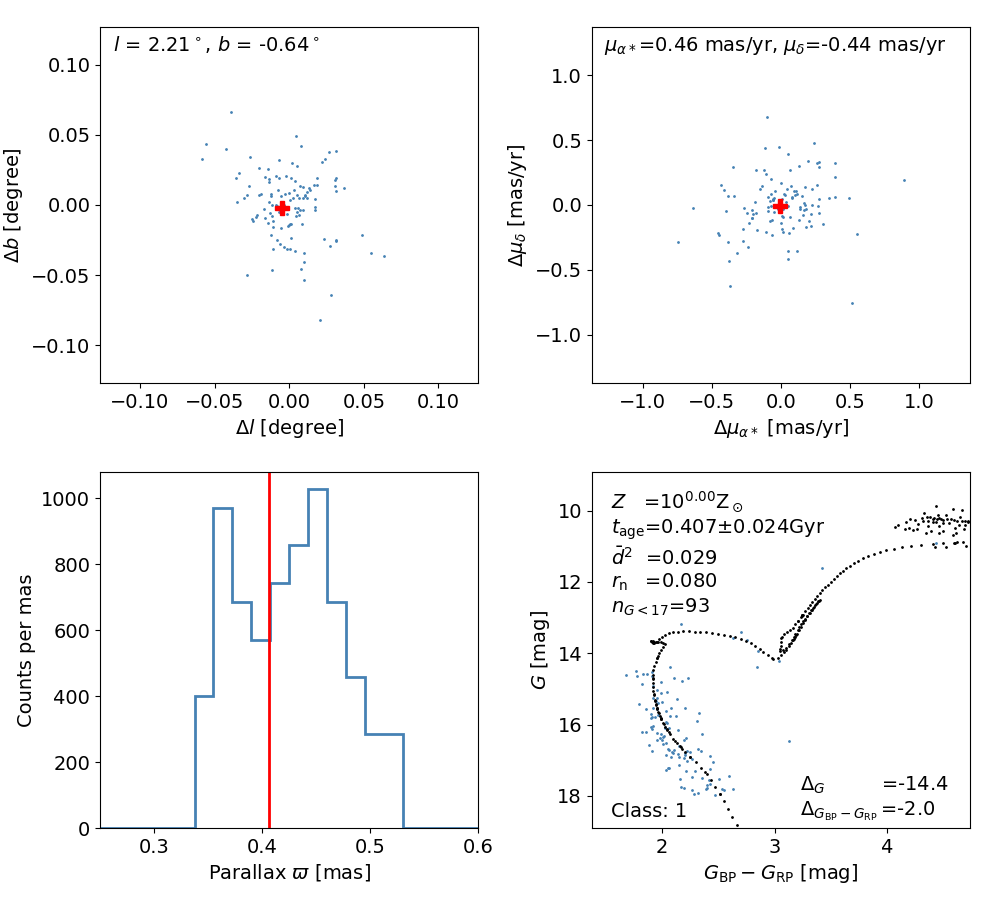 l = 2.21°, b = -0.64°
0.10
0.05
0.00
−0.05
−0.10
Δb [degree]
−0.10 −0.05 0.00 0.05 0.10
Δl [degree]
μα*=0.46 mas/yr, μδ=-0.44 mas/yr
1.0
0.5
0.0
−0.5
−1.0
Δμδ [mas/yr]
−1.0 −0.5 0.0 0.5 1.0
Δμα* [mas/yr]
1000
800
600
400
200
0
Counts per mas
0.3 0.4 0.5 0.6
Parallax ϖ [mas]
Z =10^0.00 Z⊙
t_age=0.407±0.024Gyr
d̄² =0.029
r_n =0.080
n_G<17=93
10
12
14
16
18
G [mag]
Δ_G =-14.4
Δ_G_BP−G_RP =-2.0
Class: 1
2 3 4
G_BP − G_RP [mag]